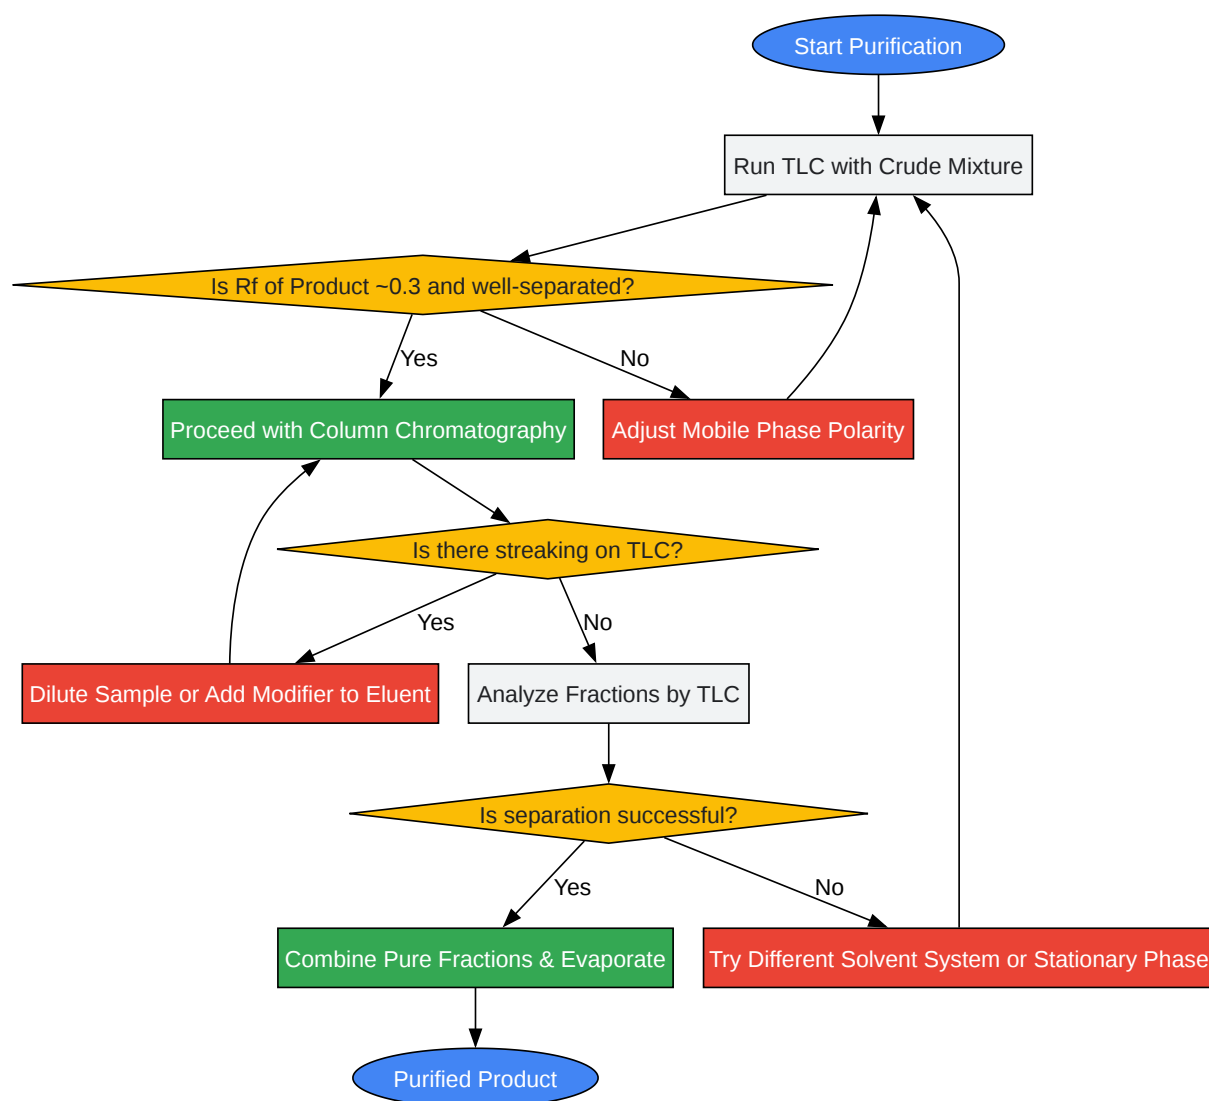 Start Purification
Run TLC with Crude Mixture
Is Rf of Product ~0.3 and well-separated?
Yes
No
Proceed with Column Chromatography
Adjust Mobile Phase Polarity
Is there streaking on TLC?
Yes
No
Dilute Sample or Add Modifier to Eluent
Analyze Fractions by TLC
Is separation successful?
Yes
No
Combine Pure Fractions & Evaporate
Try Different Solvent System or Stationary Phase
Purified Product